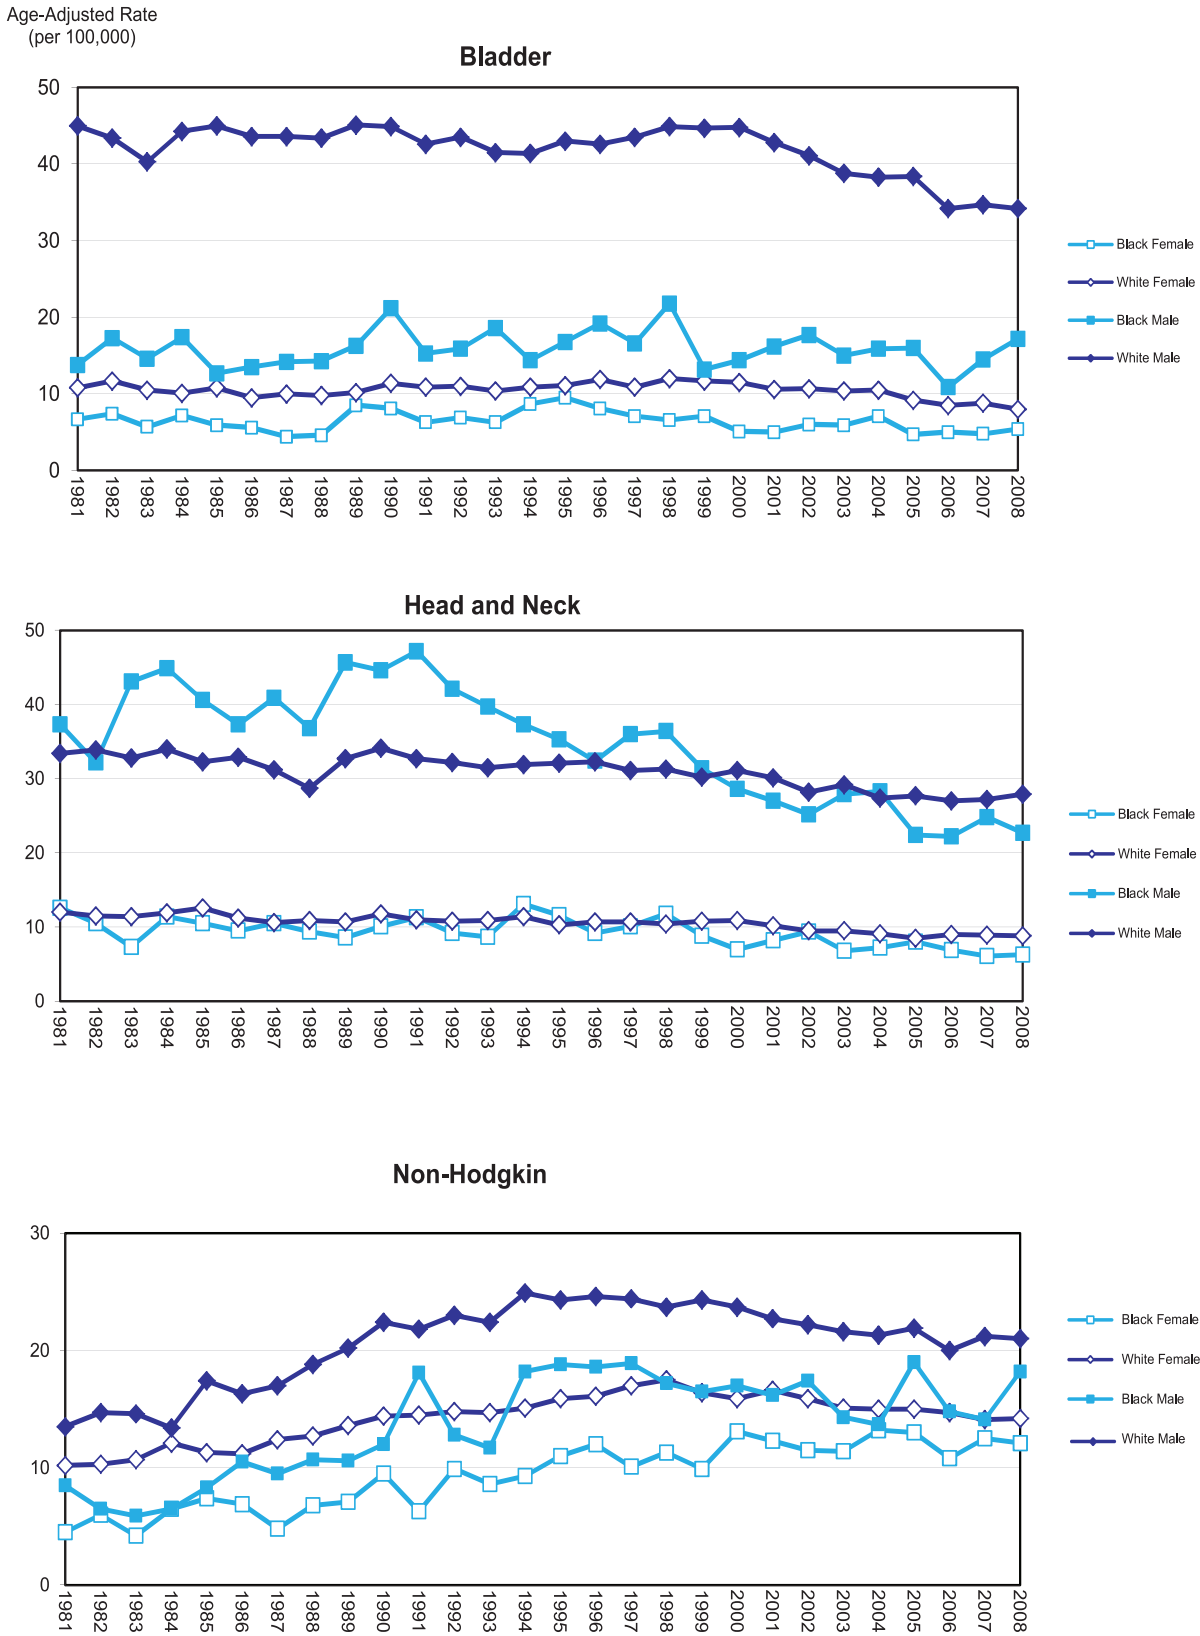 Age-Adjusted Rate
(per 100,000)
Bladder
50
40
30
20
10
0
1981 1982 1983 1984 1985 1986 1987 1988 1989 1990 1991 1992 1993 1994 1995 1996 1997 1998 1999 2000 2001 2002 2003 2004 2005 2006 2007 2008
Black Female
White Female
Black Male
White Male
Head and Neck
50
40
30
20
10
0
1981 1982 1983 1984 1985 1986 1987 1988 1989 1990 1991 1992 1993 1994 1995 1996 1997 1998 1999 2000 2001 2002 2003 2004 2005 2006 2007 2008
Black Female
White Female
Black Male
White Male
Non-Hodgkin
30
20
10
0
1981 1982 1983 1984 1985 1986 1987 1988 1989 1990 1991 1992 1993 1994 1995 1996 1997 1998 1999 2000 2001 2002 2003 2004 2005 2006 2007 2008
Black Female
White Female
Black Male
White Male